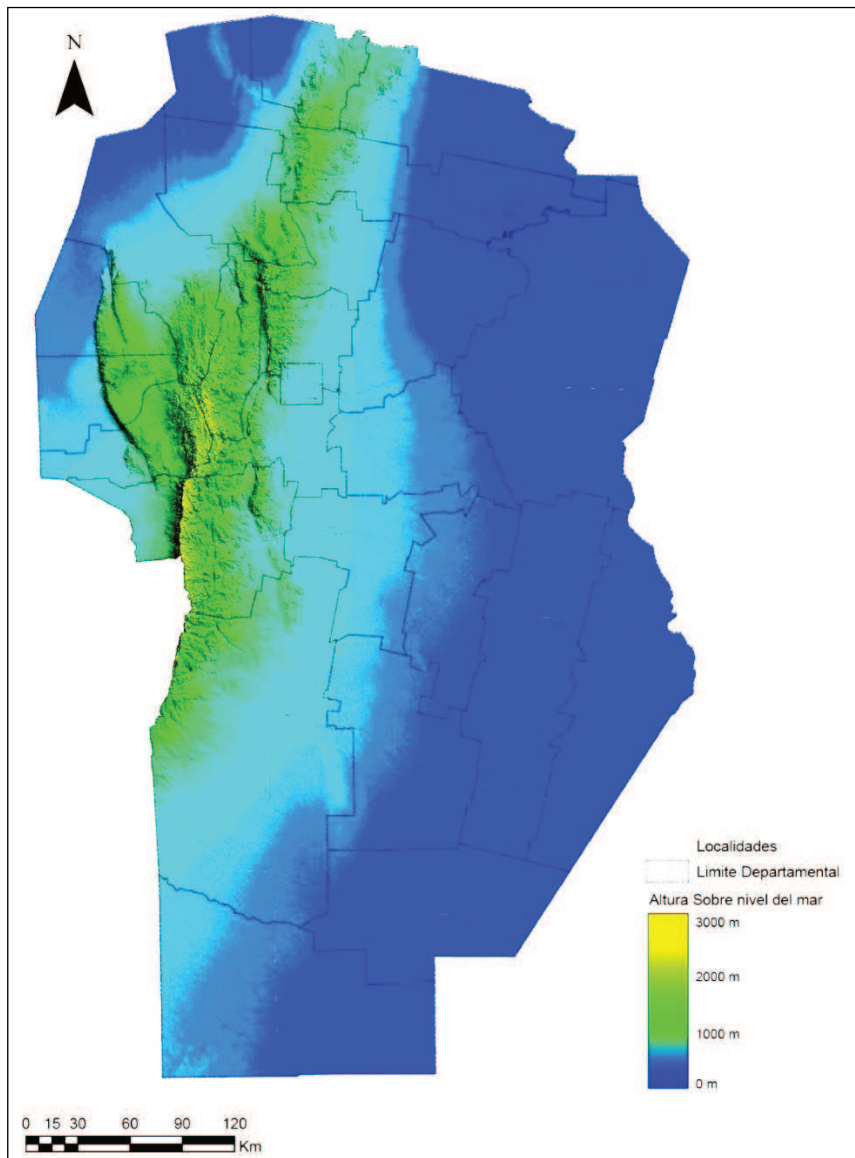 N
Localidades
Limite Departamental
Altura Sobre nivel del mar
3000 m
2000 m
1000 m
0 m
0 15 30 60 90 120
Km